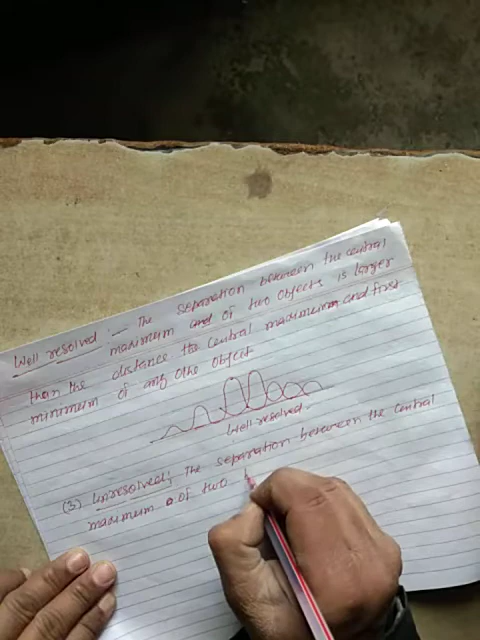 Well resolved :- The separation between the central
maximum and of two objects is larger
than the distance the central maximum and first
minimum of any othe object
Well resolved.
(3) Unresolved; The separation between the central
maximum of two